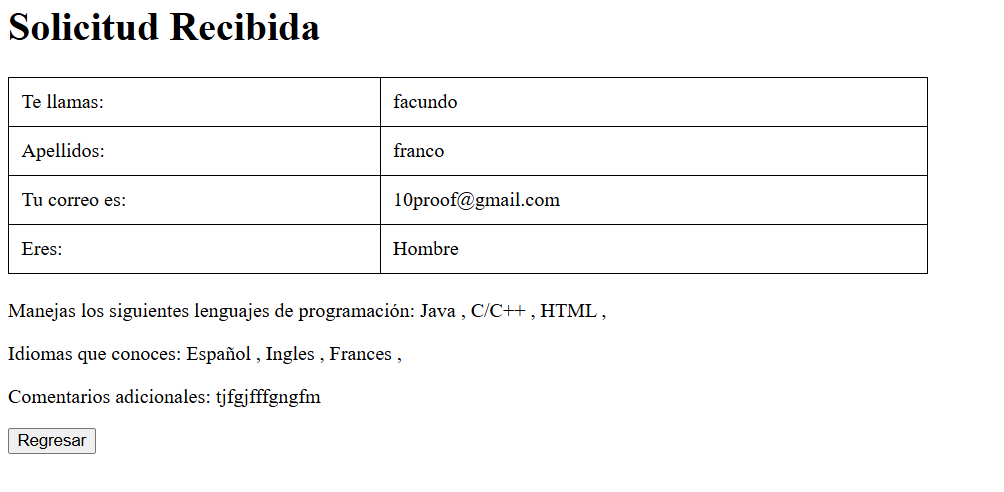 Solicitud Recibida
Te llamas: facundo
Apellidos: franco
Tu correo es: 10proof@gmail.com
Eres: Hombre
Manejas los siguientes lenguajes de programación: Java , C/C++ , HTML ,
Idiomas que conoces: Español , Ingles , Frances ,
Comentarios adicionales: tjfgjfffgngfm
Regresar